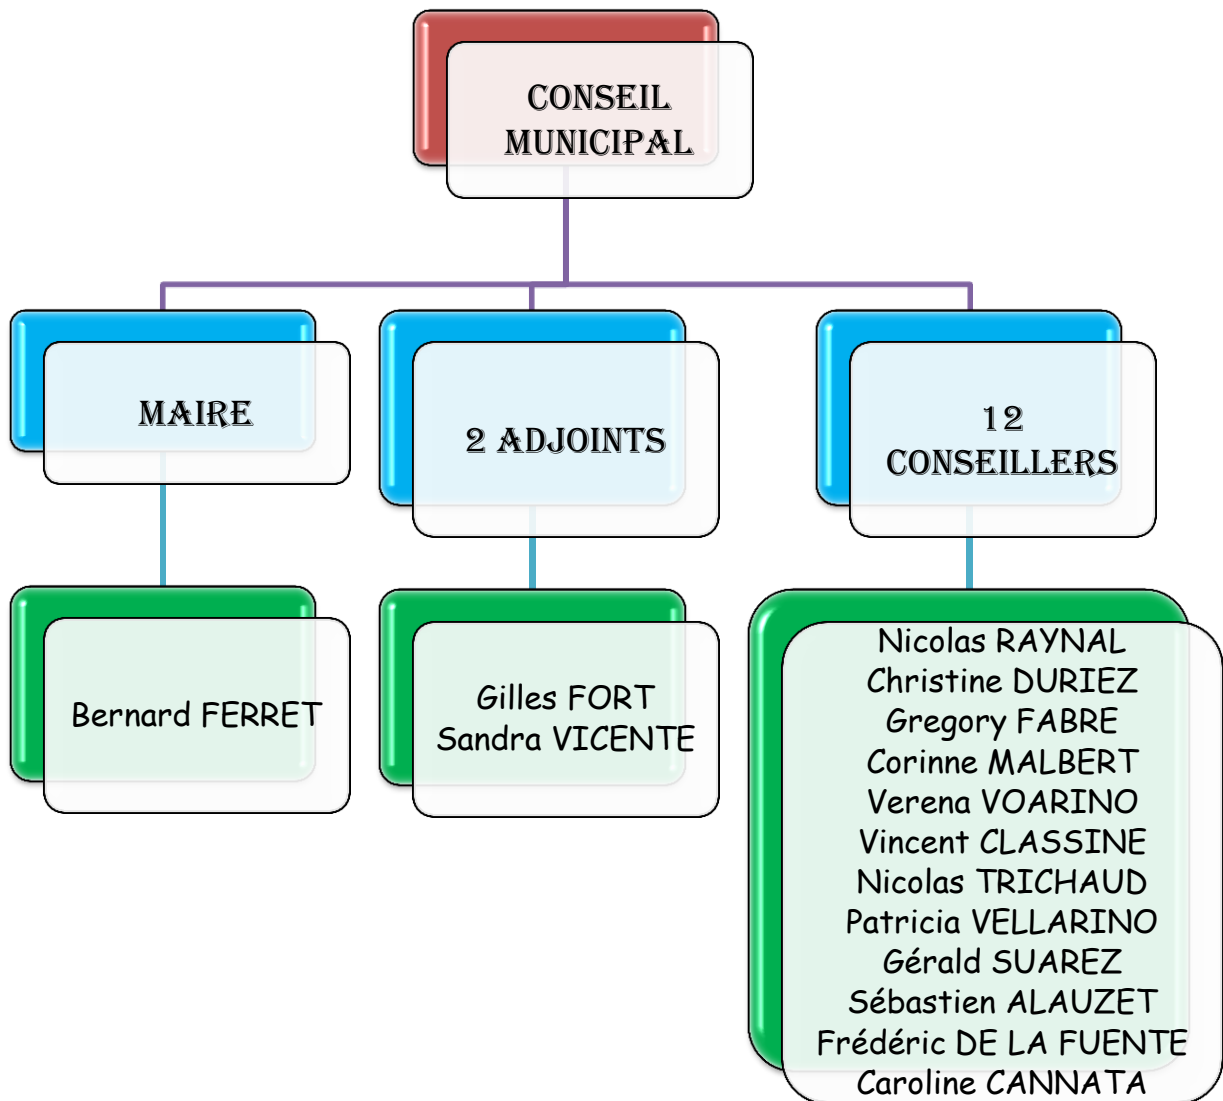 CONSEIL
MUNICIPAL
MAIRE
2 ADJOINTS
12
CONSEILLERS
Bernard FERRET
Gilles FORT
Sandra VICENTE
Nicolas RAYNAL
Christine DURIEZ
Gregory FABRE
Corinne MALBERT
Verena VOARINO
Vincent CLASSINE
Nicolas TRICHAUD
Patricia VELLARINO
Gérald SUAREZ
Sébastien ALAUZET
Frédéric DE LA FUENTE
Caroline CANNATA